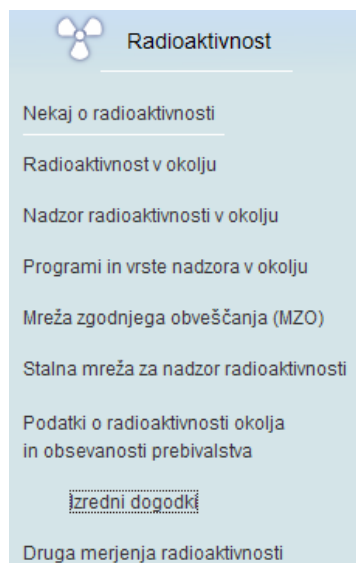 Radioaktivnost
Nekaj o radioaktivnosti
Radioaktivnost v okolju
Nadzor radioaktivnosti v okolju
Programi in vrste nadzora v okolju
Mreža zgodnjega obveščanja (MZO)
Stalna mreža za nadzor radioaktivnosti
Podatki o radioaktivnosti okolja
in obsevanosti prebivalstva
Izredni dogodki
Druga merjenja radioaktivnosti